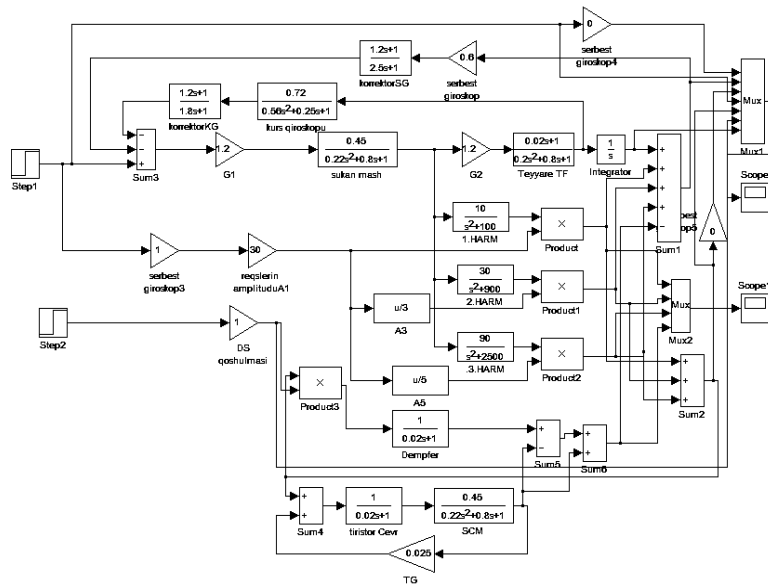 0
serbest
giroskop4
1.2s+1
2.5s+1
korrektorSG
0.6
serbest
giroskop
Mux
Mux1
1.2s+1
1.8s+1
korrektorKG
0.72
0.56s²+0.25s+1
kurs qiroskopu
Step1
Sum3
1.2
G1
0.45
0.22s²+0.8s+1
sukan mash
1.2
G2
0.02s+1
0.2s²+0.8s+1
Teyyare TF
1
s
Integrator
Sum1
Scope
10
s²+100
1.HARM
Product
0
1
serbest
giroskop3
30
reqslerin
amplituduA1
30
s²+900
2.HARM
Product1
Mux
Mux2
Scope1
Step2
1
DS
qoshulmasi
u/3
A3
90
s²+2500
.3.HARM
Product2
Product3
u/5
A5
Sum2
1
0.02s+1
Dempfer
Sum5
Sum6
Sum4
1
0.02s+1
tiristor Cevr
0.45
0.22s²+0.8s+1
SCM
0.025
TG